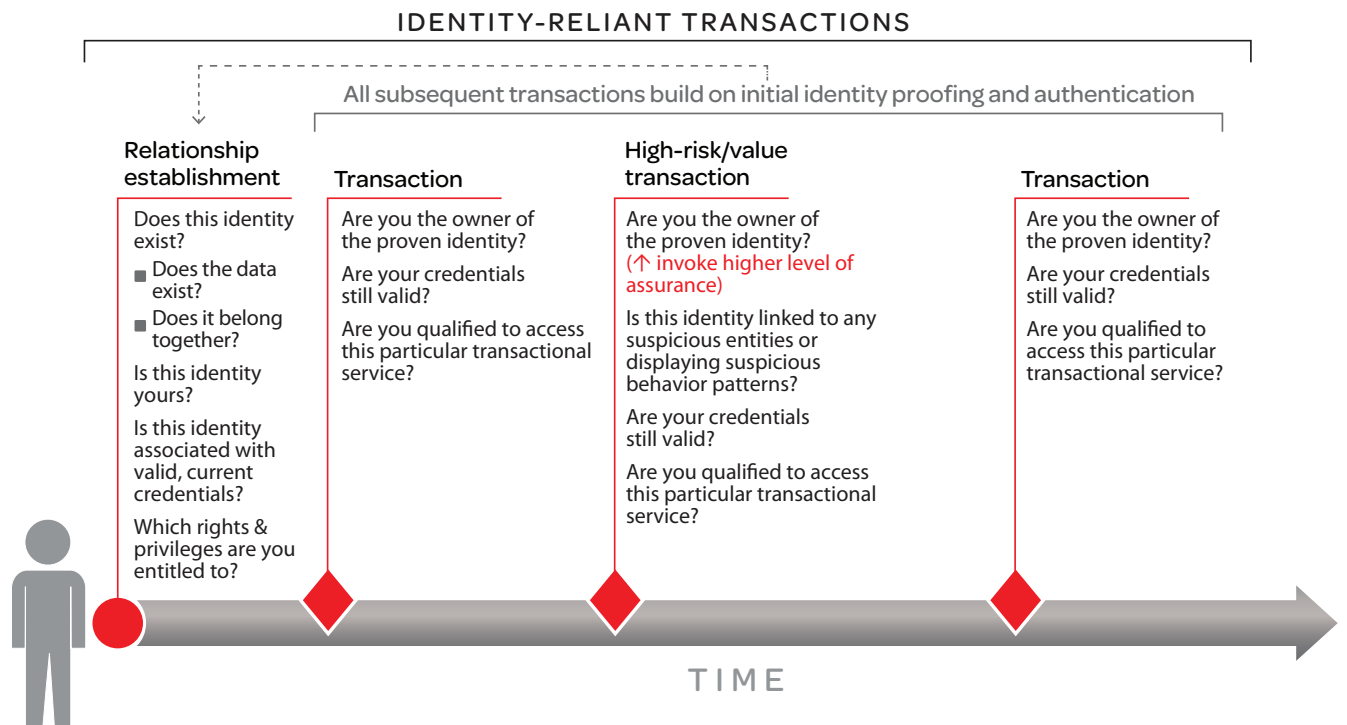 IDENTITY-RELIANT TRANSACTIONS
All subsequent transactions build on initial identity proofing and authentication
Relationship
establishment
Does this identity
exist?
Does the data
exist?
Does it belong
together?
Is this identity
yours?
Is this identity
associated with
valid, current
credentials?
Which rights &
privileges are you
entitled to?
Transaction
Are you the owner of
the proven identity?
Are your credentials
still valid?
Are you qualified to access
this particular transactional
service?
High-risk/value
transaction
Are you the owner of
the proven identity?
(↑ invoke higher level of
assurance)
Is this identity linked to any
suspicious entities or
displaying suspicious
behavior patterns?
Are your credentials
still valid?
Are you qualified to access
this particular transactional
service?
Transaction
Are you the owner of
the proven identity?
Are your credentials
still valid?
Are you qualified to
access this particular
transactional service?
TIME